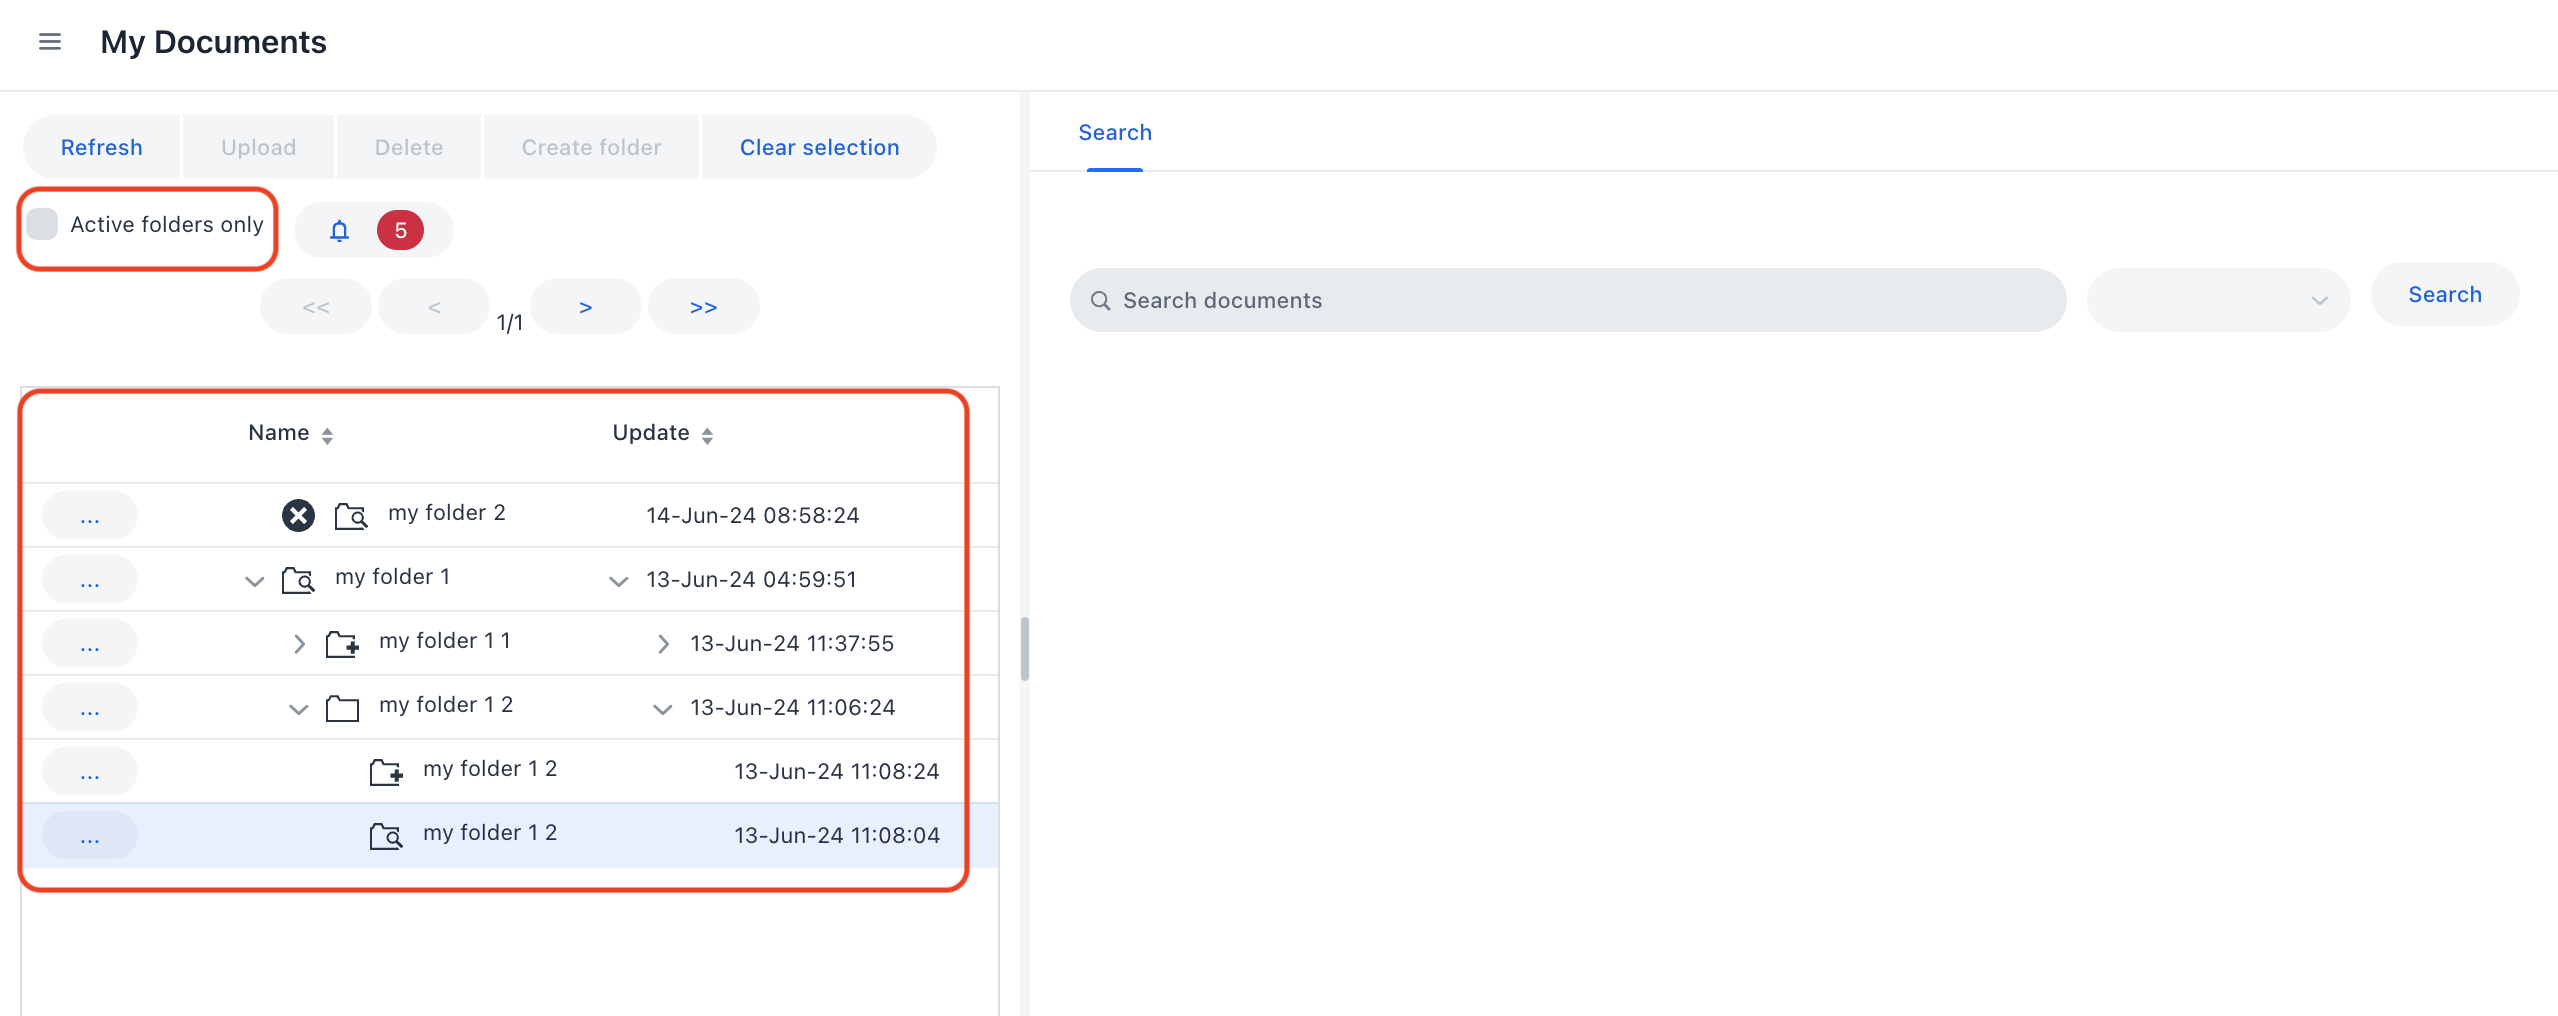 My Documents
Refresh Upload Delete Create folder Clear selection
Search
Active folders only 5
<< < 1/1 > >>
Search documents Search
Name Update
... my folder 2 14-Jun-24 08:58:24
... my folder 1 13-Jun-24 04:59:51
... my folder 1 1 13-Jun-24 11:37:55
... my folder 1 2 13-Jun-24 11:06:24
... my folder 1 2 13-Jun-24 11:08:24
... my folder 1 2 13-Jun-24 11:08:04